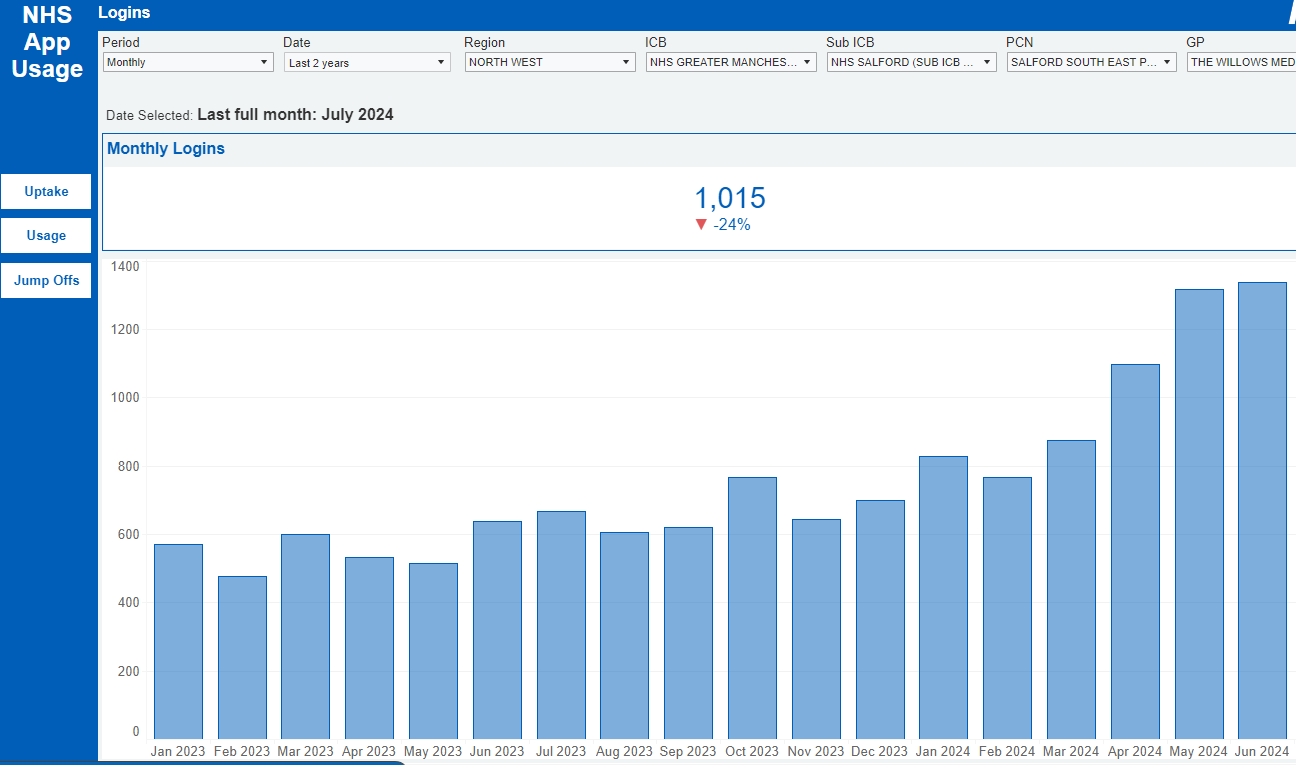 NHS
App
Usage
Logins
Period Date Region ICB Sub ICB PCN GP
Monthly Last 2 years NORTH WEST NHS GREATER MANCHES... NHS SALFORD (SUB ICB ... SALFORD SOUTH EAST P... THE WILLOWS MED
Date Selected: Last full month: July 2024
Monthly Logins
1,015
▼ -24%
Uptake
Usage
Jump Offs
1400
1200
1000
800
600
400
200
0
Jan 2023 Feb 2023 Mar 2023 Apr 2023 May 2023 Jun 2023 Jul 2023 Aug 2023 Sep 2023 Oct 2023 Nov 2023 Dec 2023 Jan 2024 Feb 2024 Mar 2024 Apr 2024 May 2024 Jun 2024